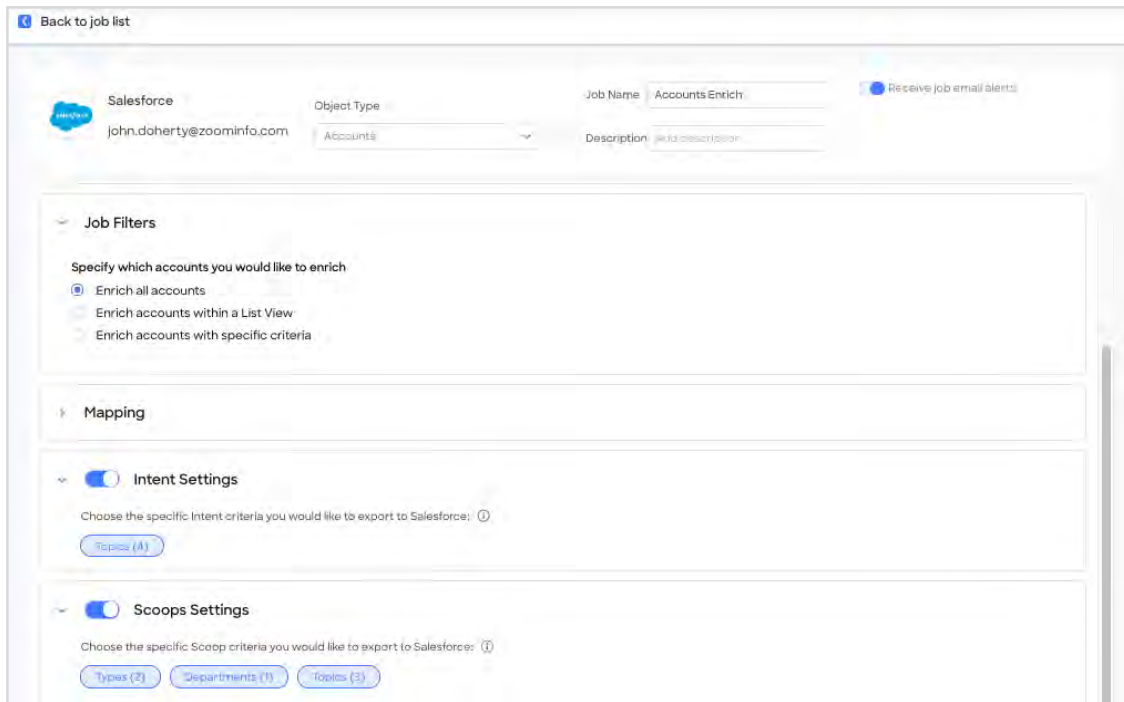 Back to job list
Salesforce
john.doherty@zoominfo.com
Object Type
Accounts
Job Name Accounts Enrich
Description Add description
Receive job email alerts
Job Filters
Specify which accounts you would like to enrich
Enrich all accounts
Enrich accounts within a List View
Enrich accounts with specific criteria
Mapping
Intent Settings
Choose the specific Intent criteria you would like to export to Salesforce:
Topics (4)
Scoops Settings
Choose the specific Scoop criteria you would like to export to Salesforce:
Types (2) Departments (1) Topics (3)